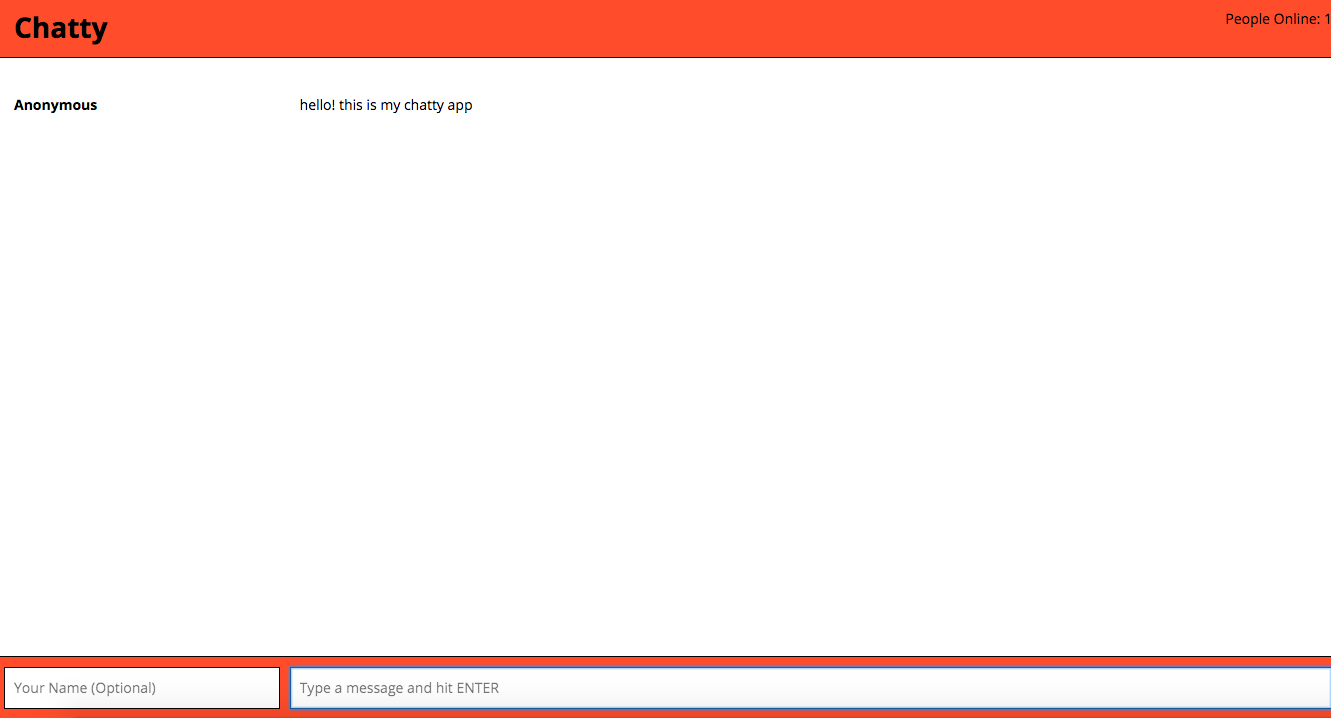 Chatty
People Online: 1
Anonymous
hello! this is my chatty app
Your Name (Optional)
Type a message and hit ENTER